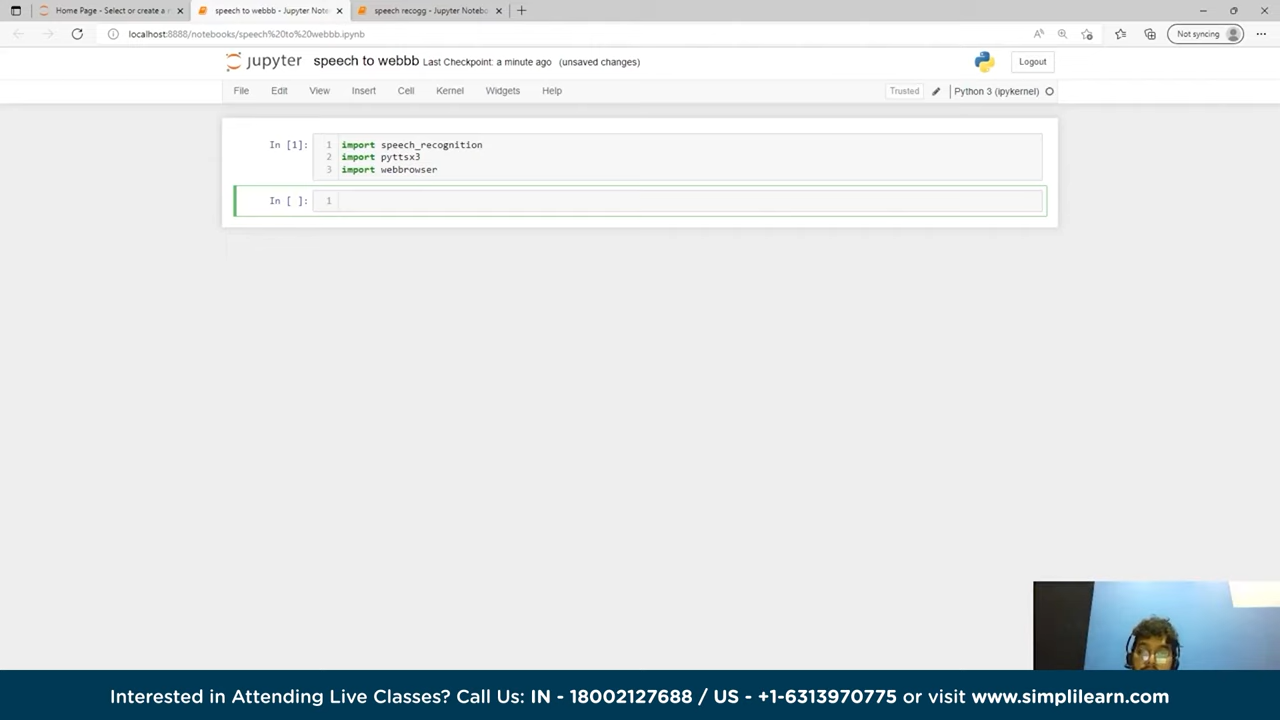 Home Page - Select or create a n
speech to webbb - Jupyter Note
speech recogg - Jupyter Notebo
localhost:8888/notebooks/speech%20to%20webbb.ipynb
Not syncing
jupyter speech to webbb Last Checkpoint: a minute ago (unsaved changes)
Logout
File Edit View Insert Cell Kernel Widgets Help
Trusted
Python 3 (ipykernel)
In [1]:
1 import speech_recognition
2 import pyttsx3
3 import webbrowser
In [ ]: 1
Interested in Attending Live Classes? Call Us: IN - 18002127688 / US - +1-6313970775 or visit www.simplilearn.com